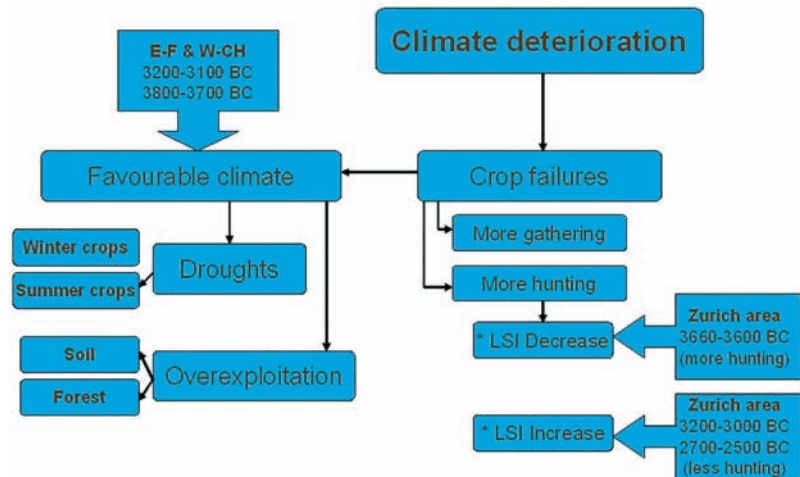 E-F & W-CH
3200-3100 BC
3800-3700 BC
Climate deterioration
Favourable climate
Crop failures
Winter crops
Summer crops
Droughts
More gathering
More hunting
Soil
Forest
Overexploitation
* LSI Decrease
Zurich area
3660-3600 BC
(more hunting)
* LSI Increase
Zurich area
3200-3000 BC
2700-2500 BC
(less hunting)